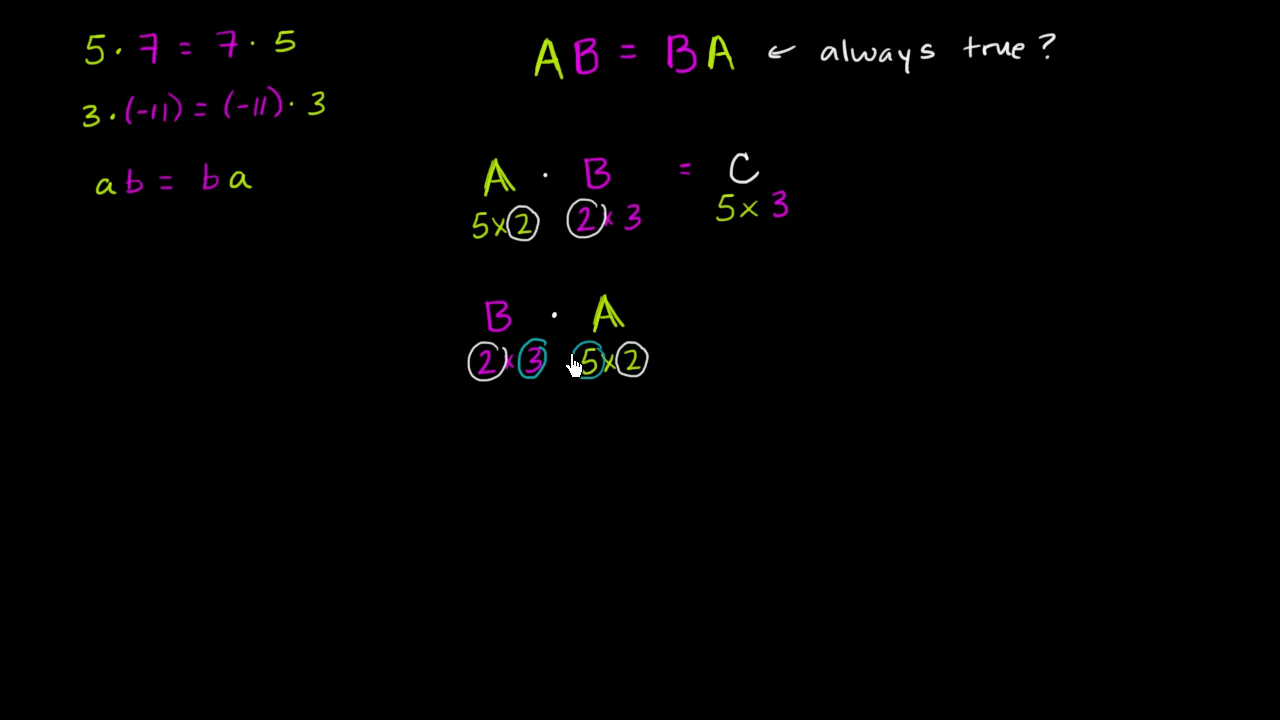 5 · 7 = 7 · 5
3 · (-11) = (-11) · 3
ab = ba
AB = BA ← always true?
A · B = C
5×2 2×3 5×3
B · A
2×3 5×2